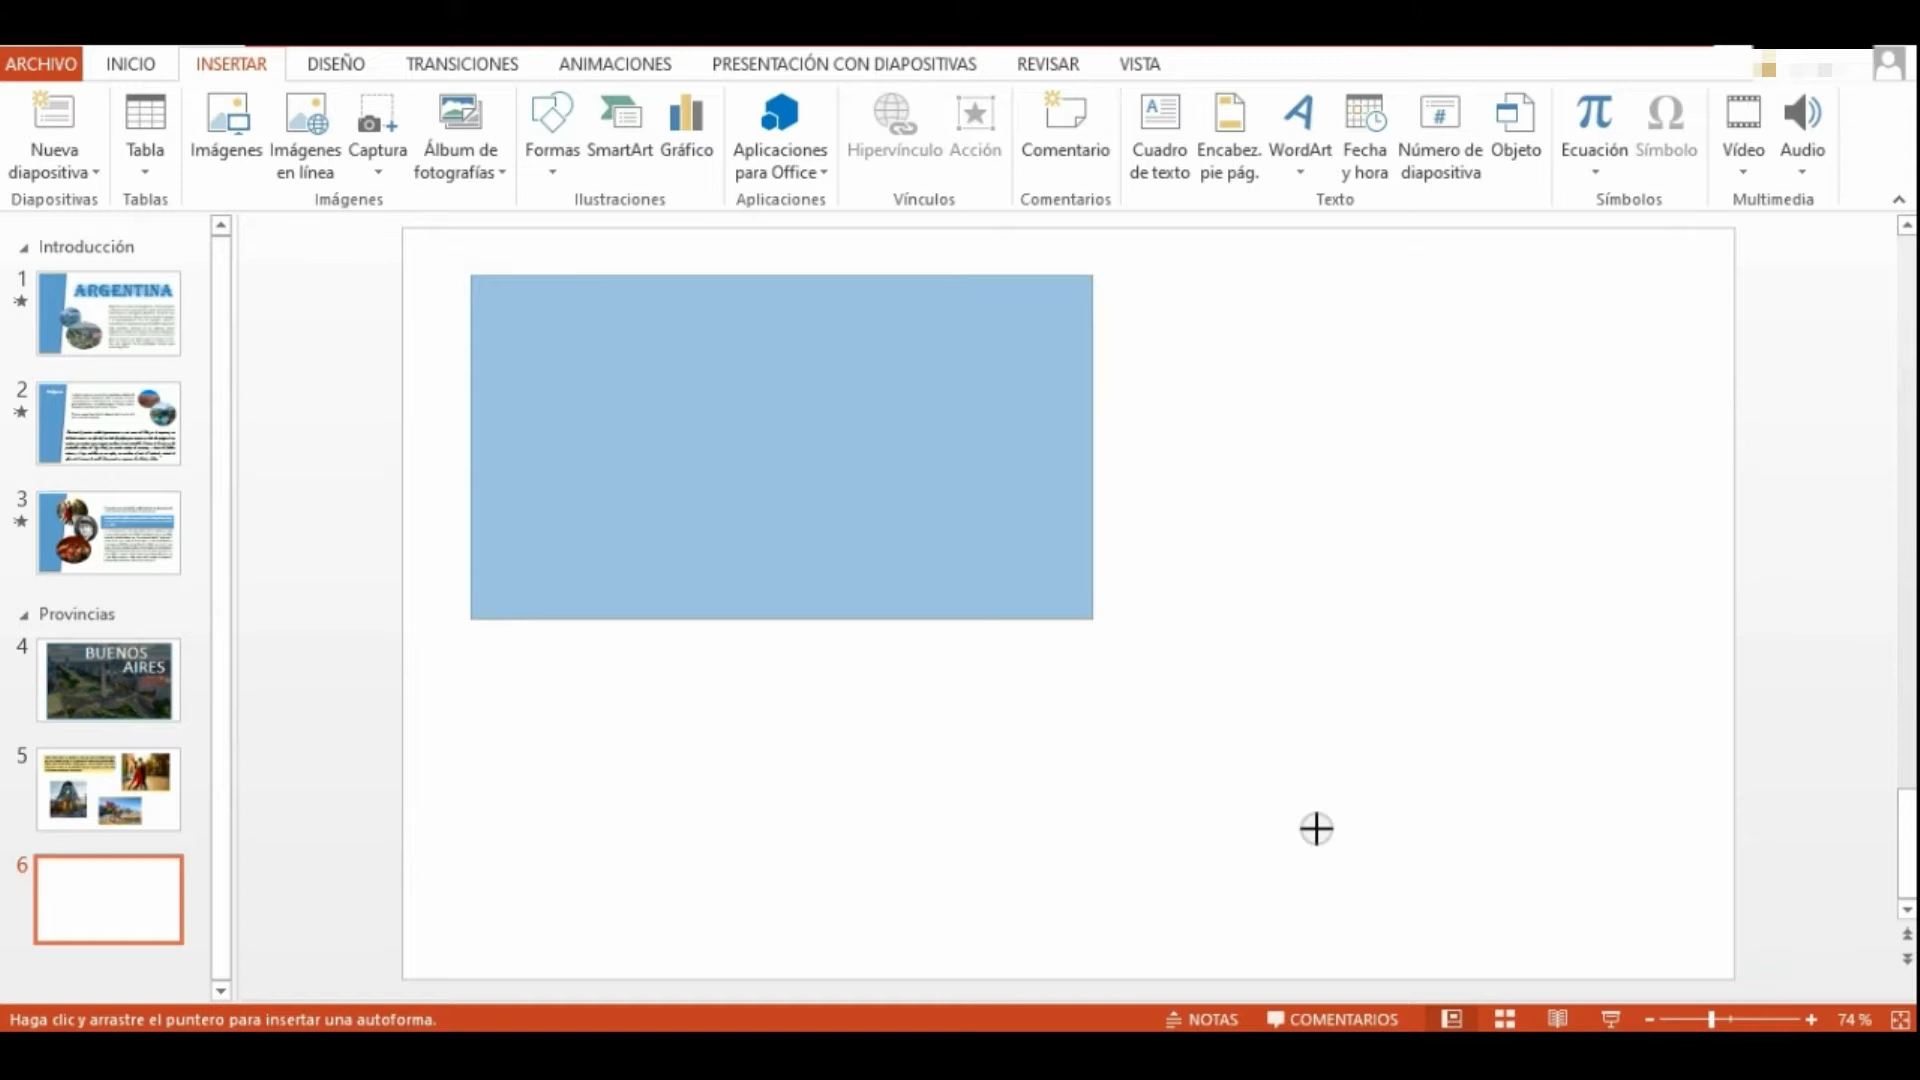 ARCHIVO INICIO INSERTAR DISEÑO TRANSICIONES ANIMACIONES PRESENTACIÓN CON DIAPOSITIVAS REVISAR VISTA
Nueva diapositiva
Tabla
Imágenes
Imágenes en línea
Captura
Álbum de fotografías
Formas
SmartArt
Gráfico
Aplicaciones para Office
Hipervínculo
Acción
Comentario
Cuadro de texto
Encabez. pie pág.
WordArt
Fecha y hora
Número de diapositiva
Objeto
Ecuación
Símbolo
Vídeo
Audio
Diapositivas Tablas Imágenes Ilustraciones Aplicaciones Vínculos Comentarios Texto Símbolos Multimedia
Introducción
1
ARGENTINA
2
3
Provincias
4
BUENOS
AIRES
5
6
Haga clic y arrastre el puntero para insertar una autoforma. NOTAS COMENTARIOS 74 %